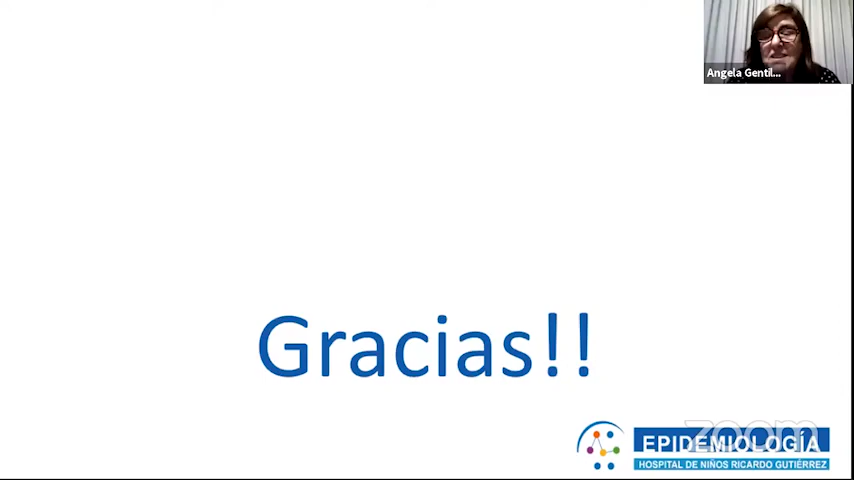 Angela Gentil...
Gracias!!
zoom
EPIDEMIOLOGÍA
HOSPITAL DE NIÑOS RICARDO GUTIÉRREZ